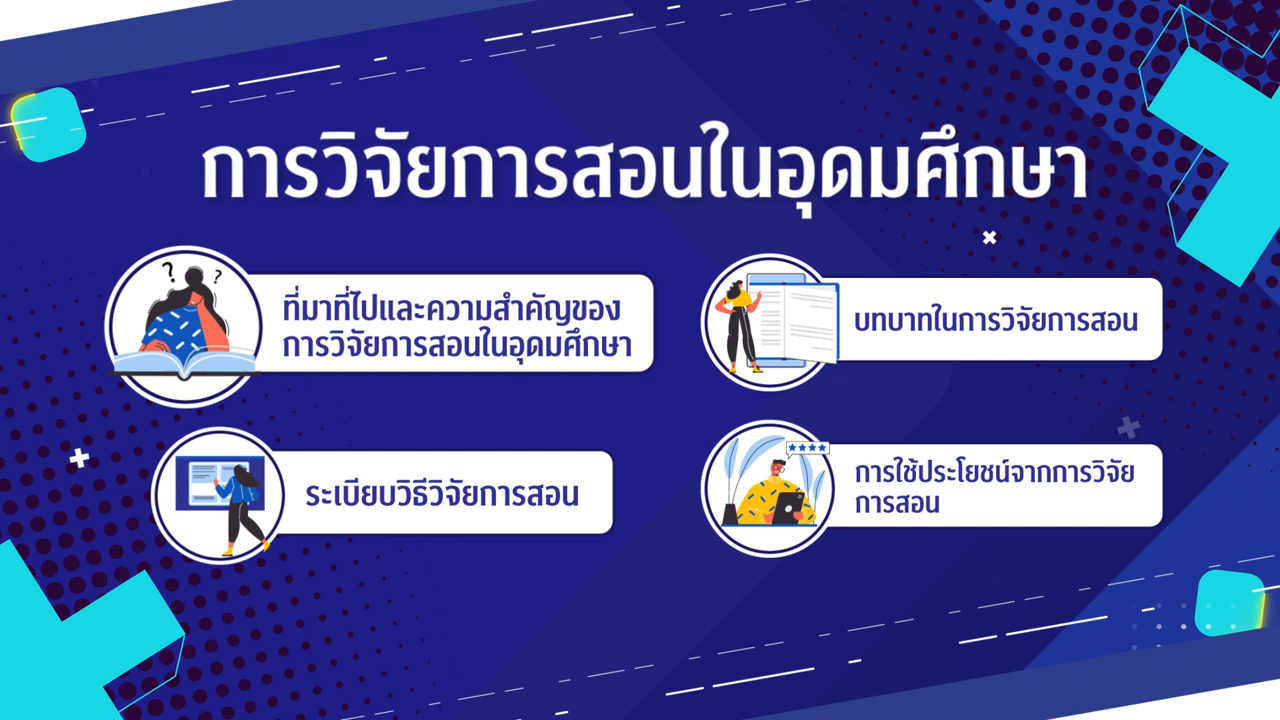 การวิจัยการสอนในอุดมศึกษา
ที่มาที่ไปและความสำคัญของ
การวิจัยการสอนในอุดมศึกษา
บทบาทในการวิจัยการสอน
ระเบียบวิธีวิจัยการสอน
การใช้ประโยชน์จากการวิจัย
การสอน
? ?